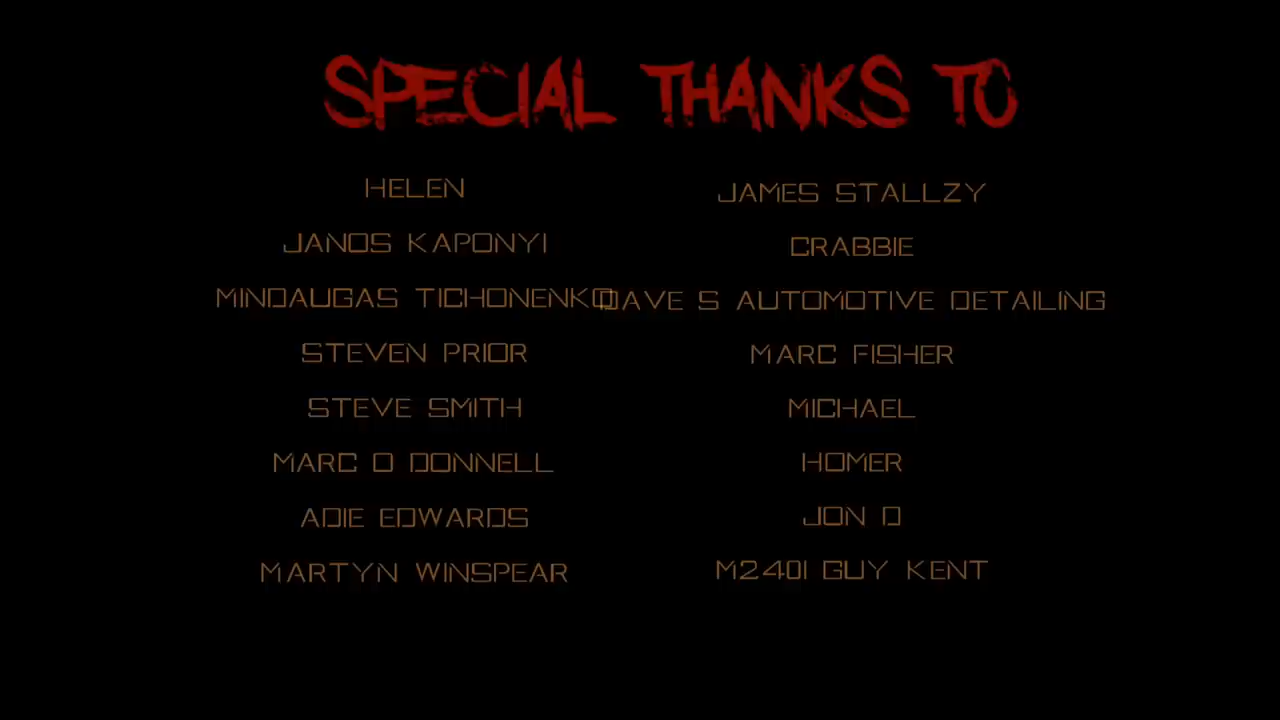 SPECIAL THANKS TO
HELEN
JANOS KAPONYI
MINDAUGAS TICHONENKO
STEVEN PRIOR
STEVE SMITH
MARC O DONNELL
ADIE EDWARDS
MARTYN WINSPEAR
JAMES STALLZY
CRABBIE
DAVE S AUTOMOTIVE DETAILING
MARC FISHER
MICHAEL
HOMER
JON D
M240I GUY KENT